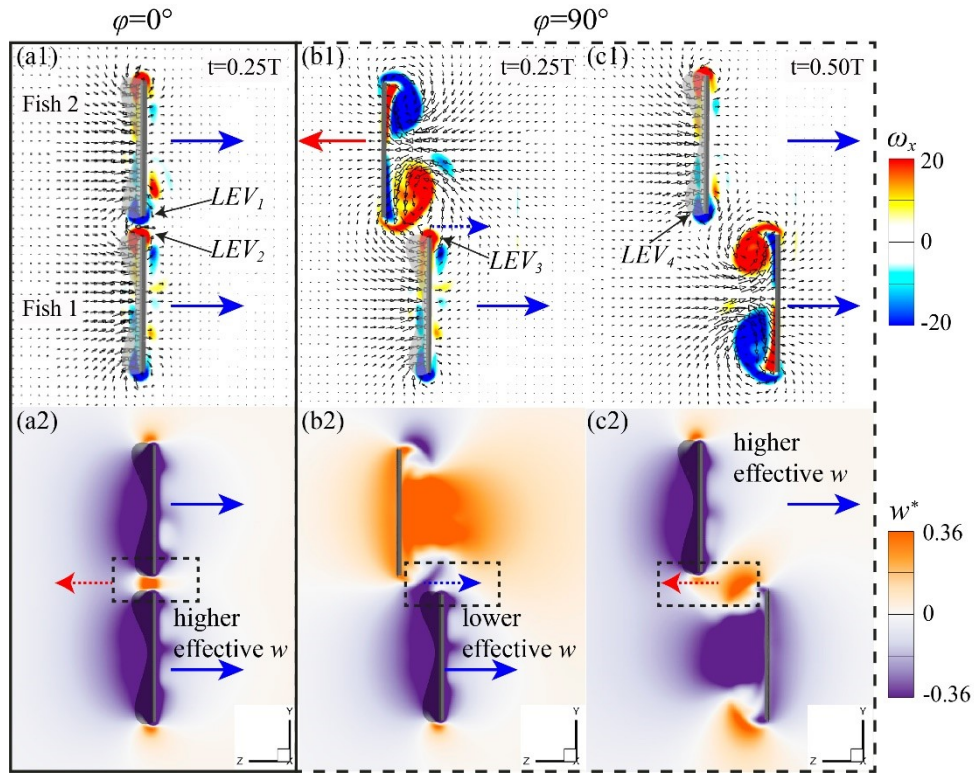 φ=0°
φ=90°
(a1)
t=0.25T
(b1)
t=0.25T
(c1)
t=0.50T
Fish 2
LEV₁
LEV₂
LEV₃
LEV₄
Fish 1
ωₓ
20
0
-20
(a2)
(b2)
(c2)
higher
effective w
higher
effective w
lower
effective w
w*
0.36
0
-0.36
Y
Z
X
Y
Z
X
Y
Z
X